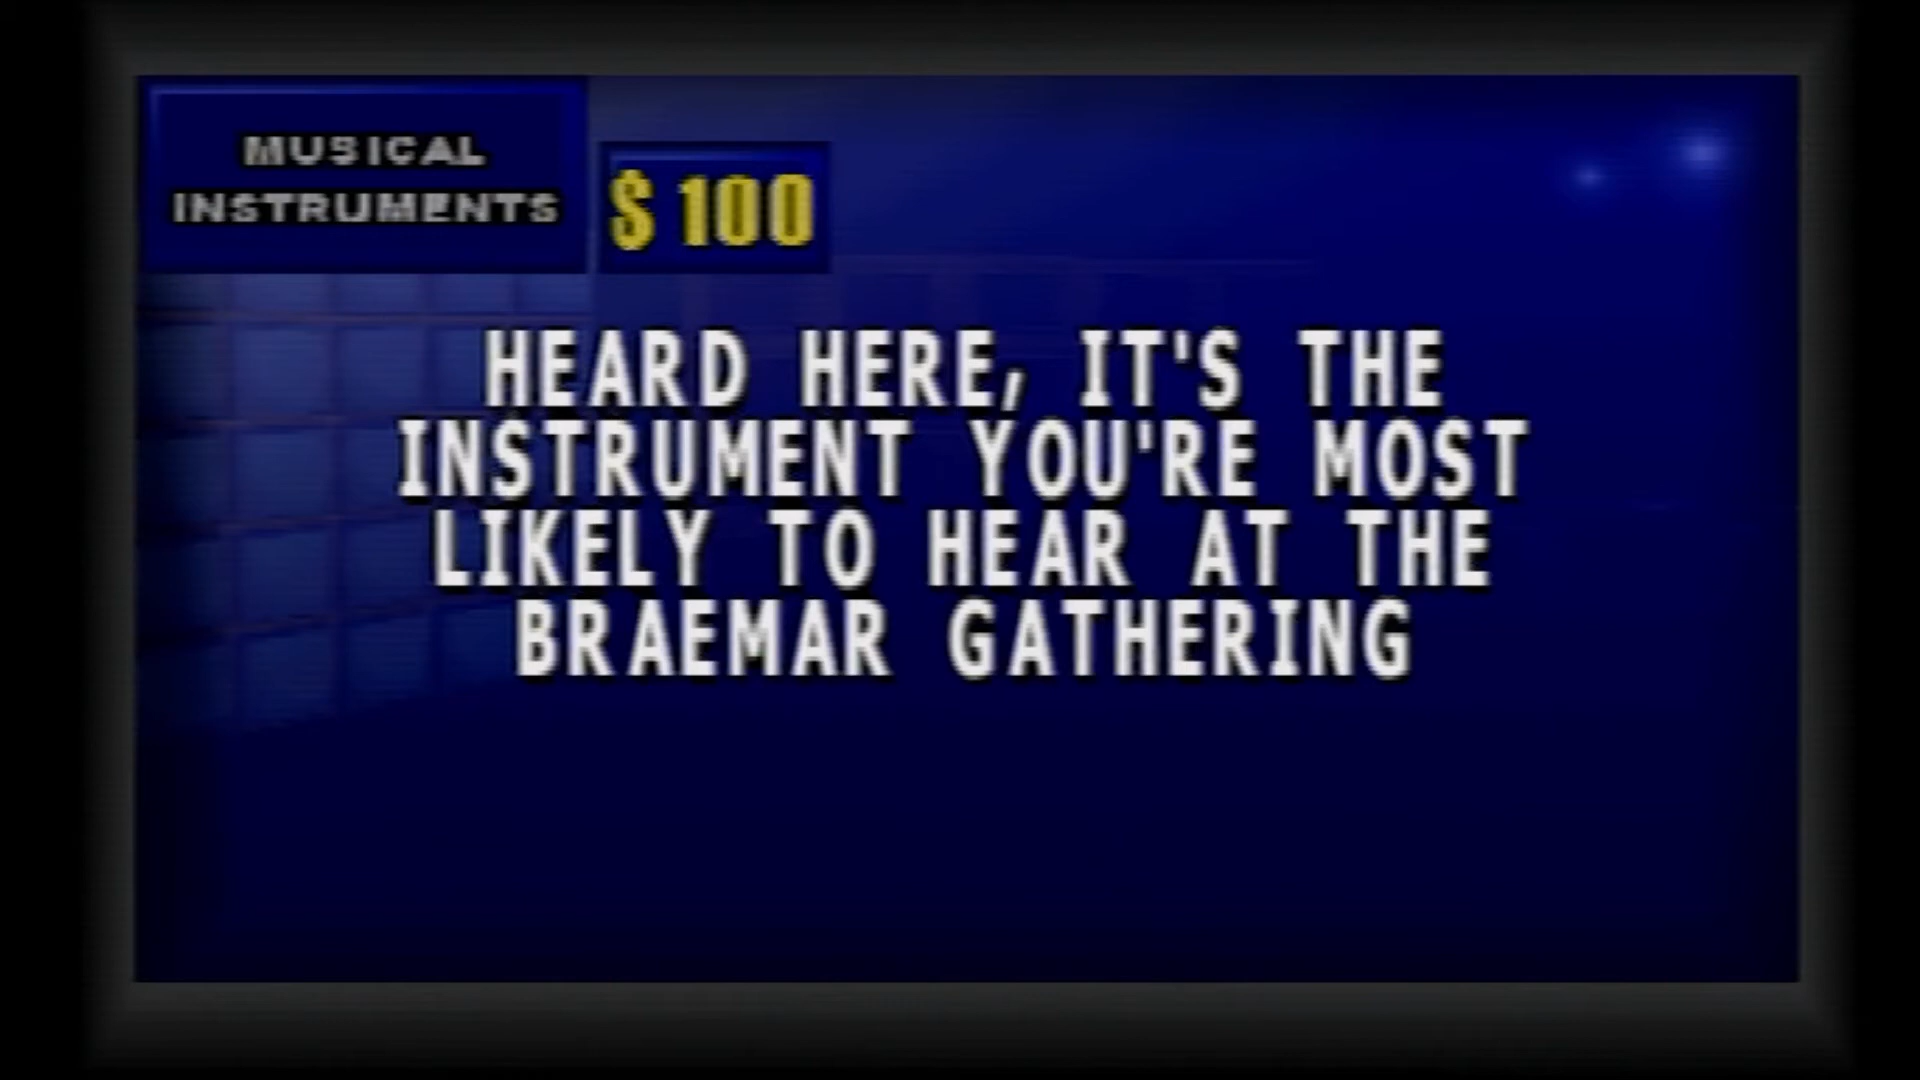 MUSICAL
INSTRUMENTS
$ 100
HEARD HERE, IT'S THE
INSTRUMENT YOU'RE MOST
LIKELY TO HEAR AT THE
BRAEMAR GATHERING